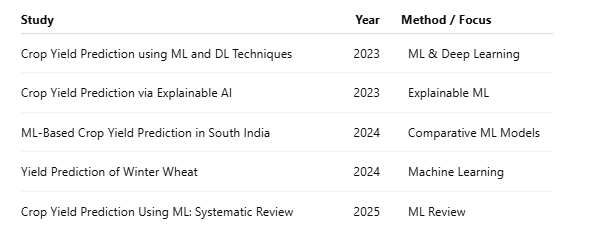 Study Year Method / Focus
Crop Yield Prediction using ML and DL Techniques 2023 ML & Deep Learning
Crop Yield Prediction via Explainable AI 2023 Explainable ML
ML-Based Crop Yield Prediction in South India 2024 Comparative ML Models
Yield Prediction of Winter Wheat 2024 Machine Learning
Crop Yield Prediction Using ML: Systematic Review 2025 ML Review